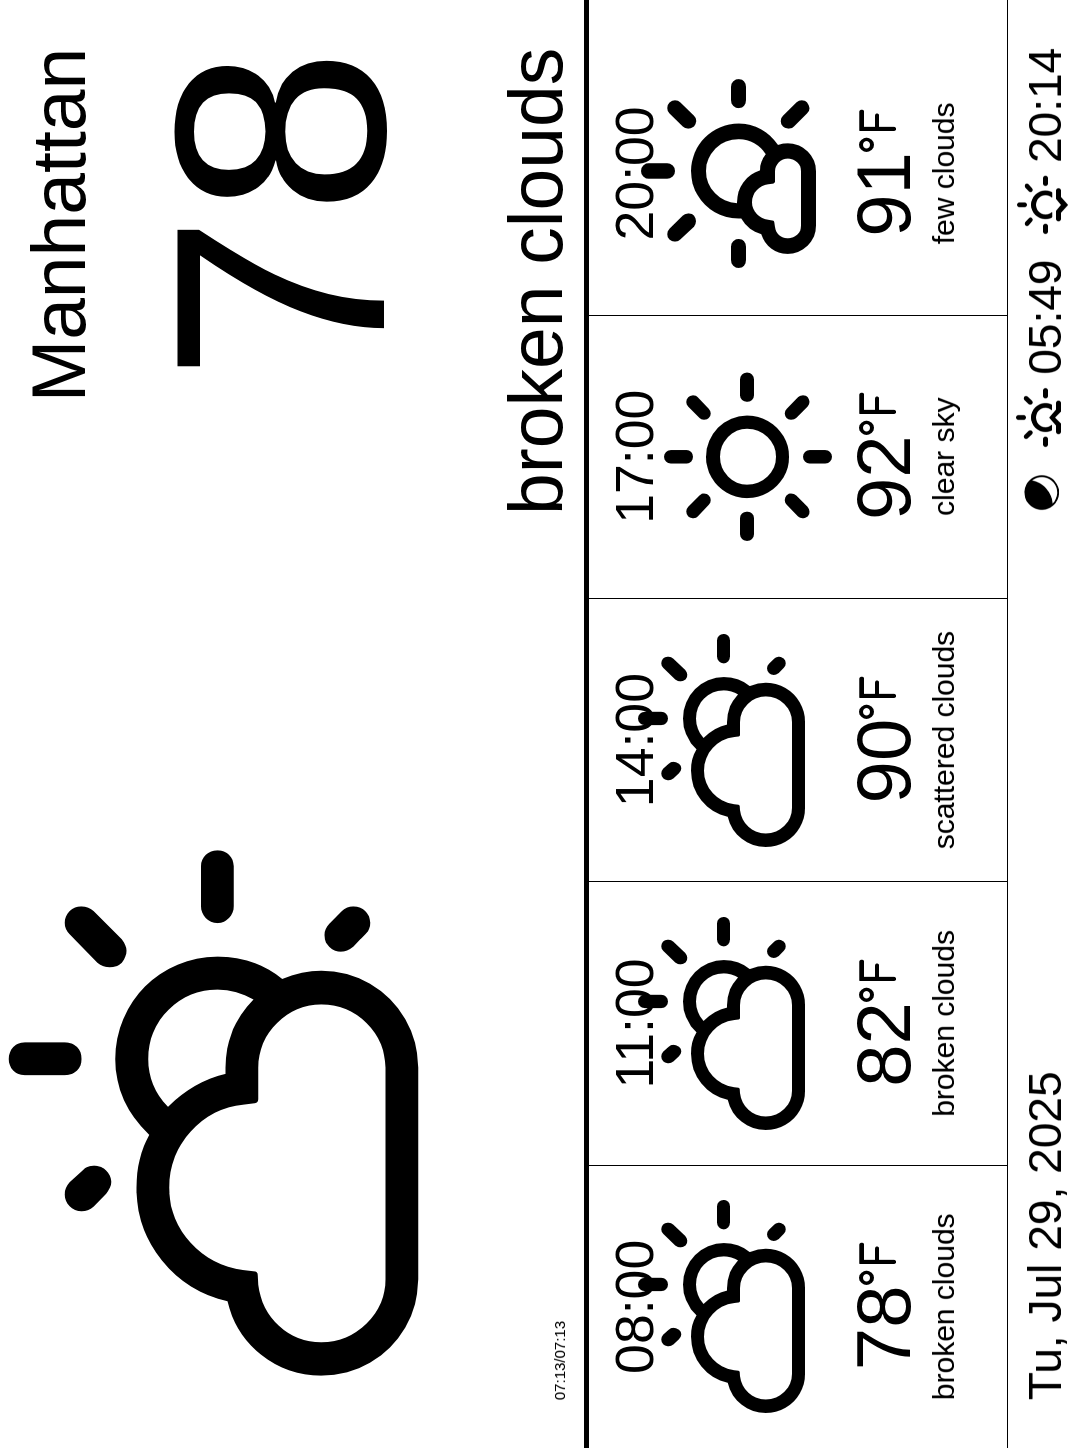 Manhattan
78
broken clouds
07:13/07:13
08:00
78°F
broken clouds
11:00
82°F
broken clouds
14:00
90°F
scattered clouds
17:00
92°F
clear sky
20:00
91°F
few clouds
Tu, Jul 29, 2025
05:49 20:14